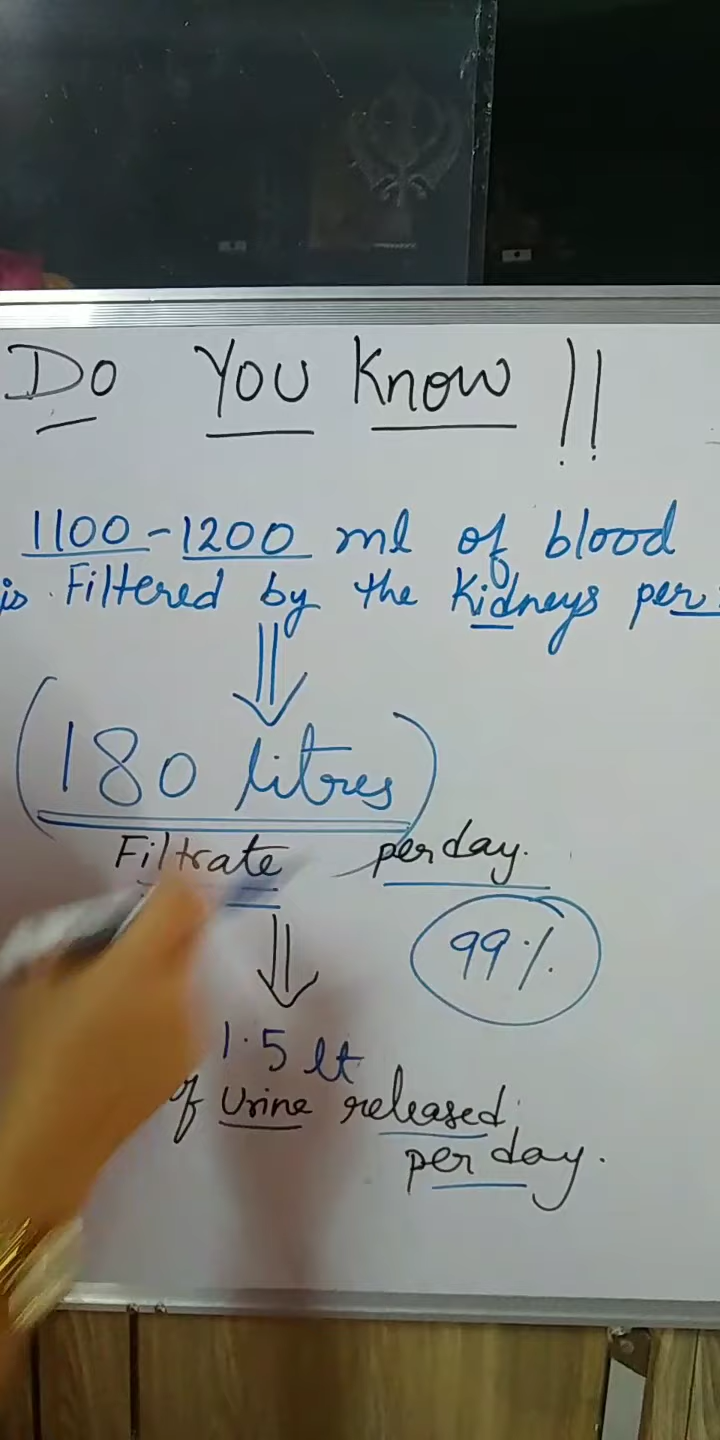 Do You Know !!
1100-1200 ml of blood
is Filtered by the Kidneys per
(180 litres)
Filtrate per day.
99%
1.5 lt
of Urine released
per day.